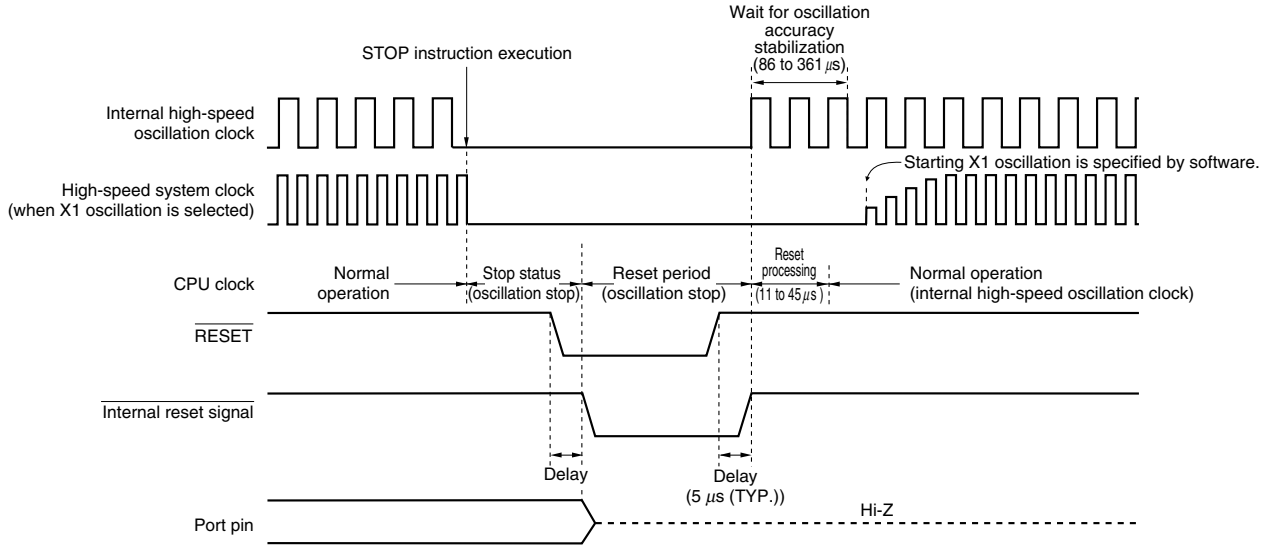 Wait for oscillation
accuracy
stabilization
(86 to 361 μs)
STOP instruction execution
Internal high-speed
oscillation clock
Starting X1 oscillation is specified by software.
High-speed system clock
(when X1 oscillation is selected)
CPU clock
Normal
operation
Stop status
(oscillation stop)
Reset period
(oscillation stop)
Reset
processing
(11 to 45 μs )
Normal operation
(internal high-speed oscillation clock)
RESET
Internal reset signal
Delay
Delay
(5 μs (TYP.))
Port pin
Hi-Z